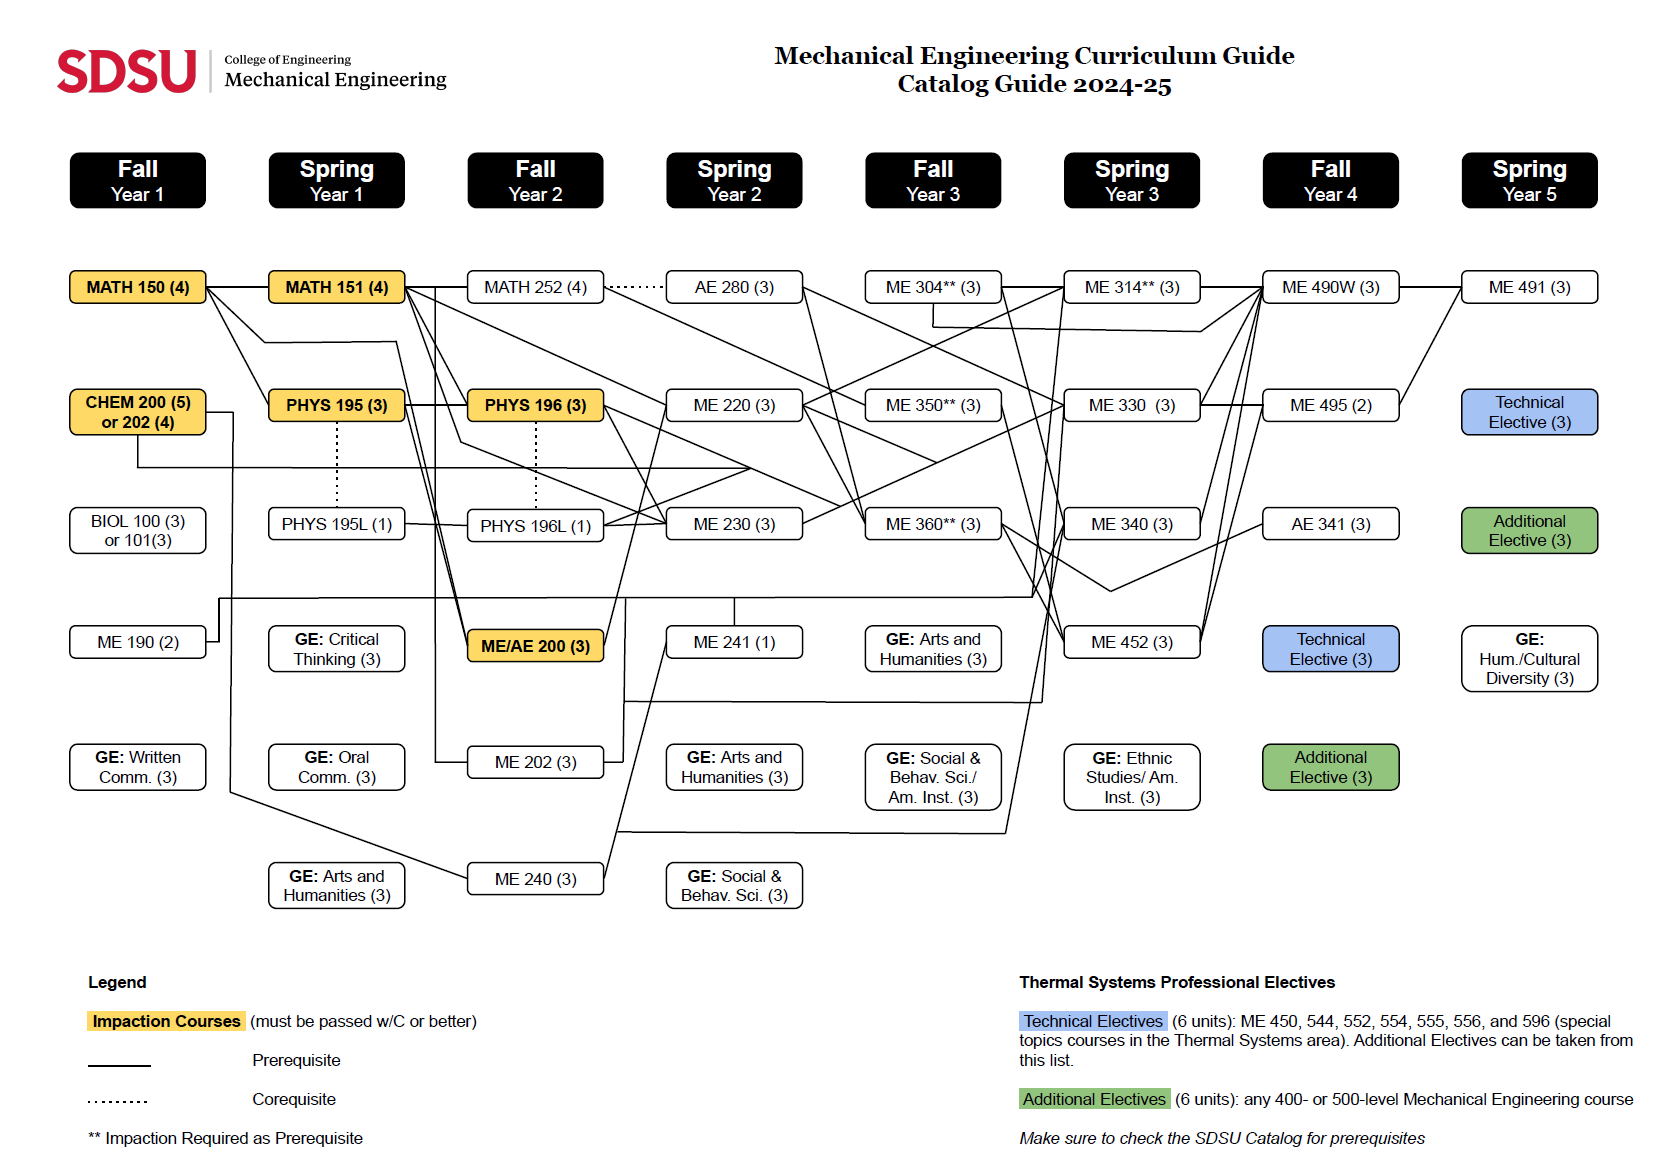 SDSU
College of Engineering
Mechanical Engineering
Mechanical Engineering Curriculum Guide
Catalog Guide 2024-25
Fall
Year 1
Spring
Year 1
Fall
Year 2
Spring
Year 2
Fall
Year 3
Spring
Year 3
Fall
Year 4
Spring
Year 5
MATH 150 (4)
MATH 151 (4)
MATH 252 (4)
AE 280 (3)
ME 304** (3)
ME 314** (3)
ME 490W (3)
ME 491 (3)
CHEM 200 (5)
or 202 (4)
PHYS 195 (3)
PHYS 196 (3)
ME 220 (3)
ME 350** (3)
ME 330 (3)
ME 495 (2)
Technical
Elective (3)
BIOL 100 (3)
or 101(3)
PHYS 195L (1)
PHYS 196L (1)
ME 230 (3)
ME 360** (3)
ME 340 (3)
AE 341 (3)
Additional
Elective (3)
ME 190 (2)
GE: Critical
Thinking (3)
ME/AE 200 (3)
ME 241 (1)
GE: Arts and
Humanities (3)
ME 452 (3)
Technical
Elective (3)
GE:
Hum./Cultural
Diversity (3)
GE: Written
Comm. (3)
GE: Oral
Comm. (3)
ME 202 (3)
GE: Arts and
Humanities (3)
GE: Social &
Behav. Sci./
Am. Inst. (3)
GE: Ethnic
Studies/ Am.
Inst. (3)
Additional
Elective (3)
GE: Arts and
Humanities (3)
ME 240 (3)
GE: Social &
Behav. Sci. (3)
Legend
Impaction Courses (must be passed w/C or better)
Prerequisite
Corequisite
** Impaction Required as Prerequisite
Thermal Systems Professional Electives
Technical Electives (6 units): ME 450, 544, 552, 554, 555, 556, and 596 (special
topics courses in the Thermal Systems area). Additional Electives can be taken from
this list.
Additional Electives (6 units): any 400- or 500-level Mechanical Engineering course
Make sure to check the SDSU Catalog for prerequisites